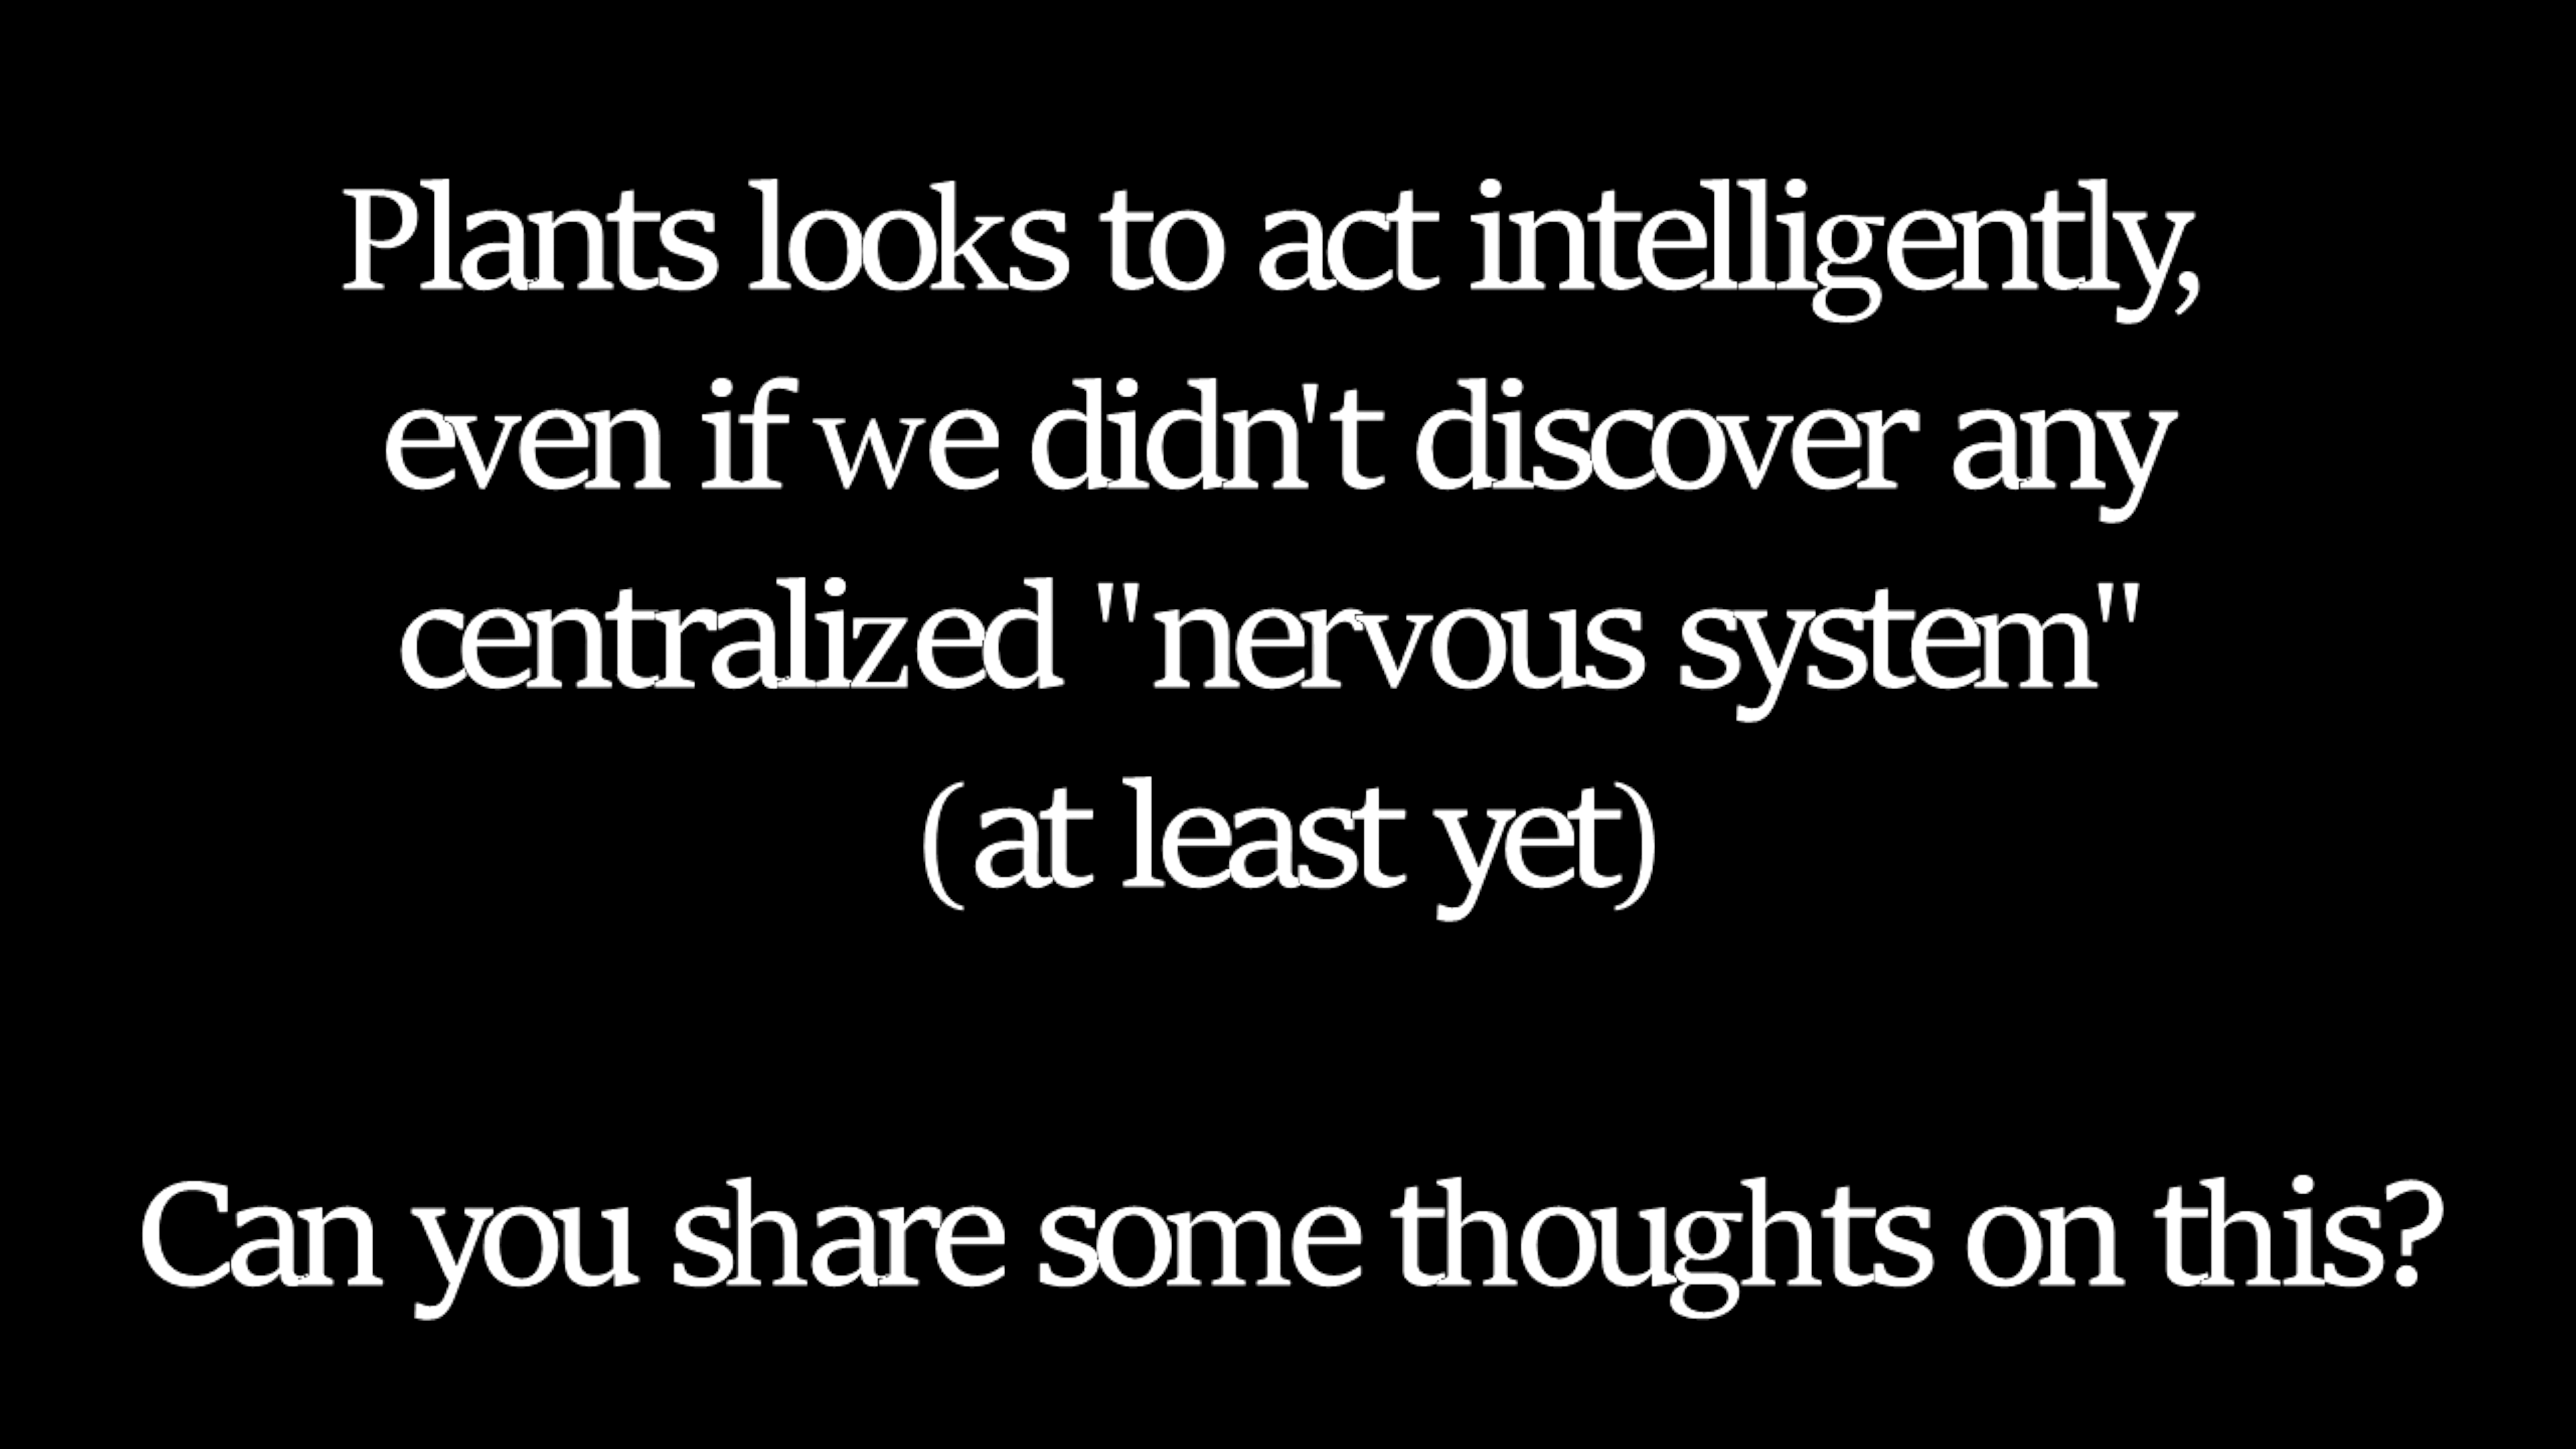 Plants looks to act intelligently,
even if we didn't discover any
centralized "nervous system"
(at least yet)
Can you share some thoughts on this?